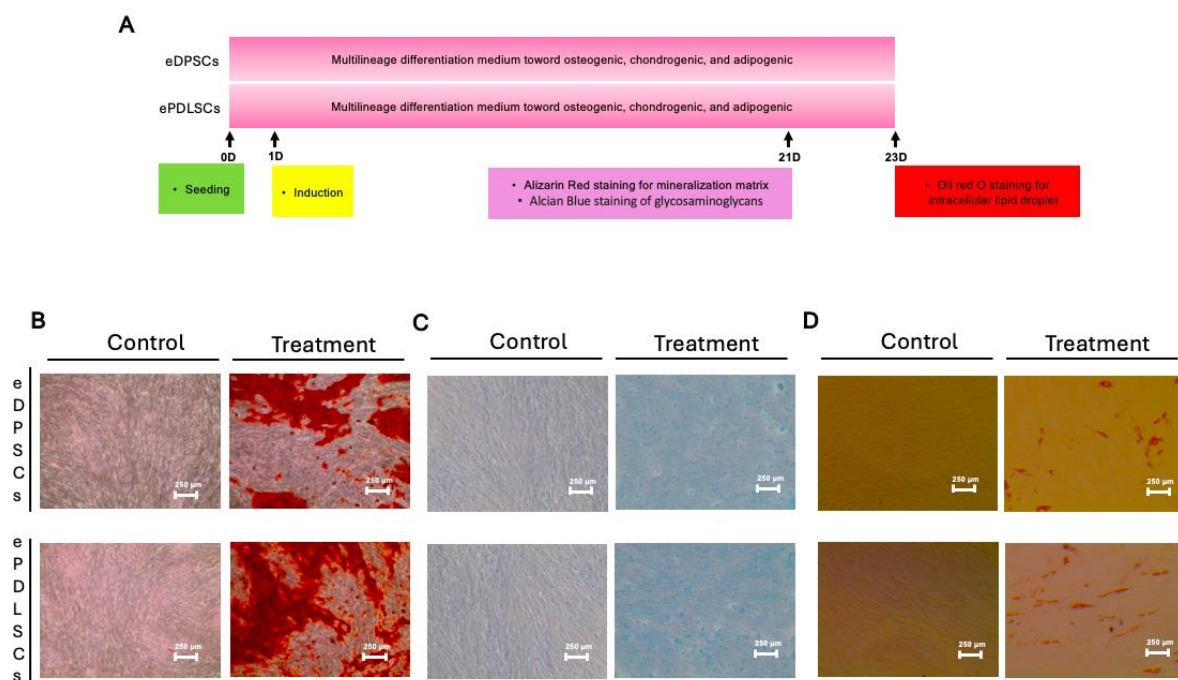 A
eDPSCs
Multilineage differentiation medium toward osteogenic, chondrogenic, and adipogenic
ePDLSCs
Multilineage differentiation medium toward osteogenic, chondrogenic, and adipogenic
0D
1D
21D
23D
• Seeding
• Induction
• Alizarin Red staining for mineralization matrix
• Alcian Blue staining of glycosaminoglycans
• Oil red O staining for
intracellular lipid droplet
B
Control
Treatment
C
Control
Treatment
D
Control
Treatment
e
D
P
S
C
s
250 µm
250 µm
250 µm
250 µm
250 µm
250 µm
e
P
D
L
S
C
s
250 µm
250 µm
250 µm
250 µm
250 µm
250 µm